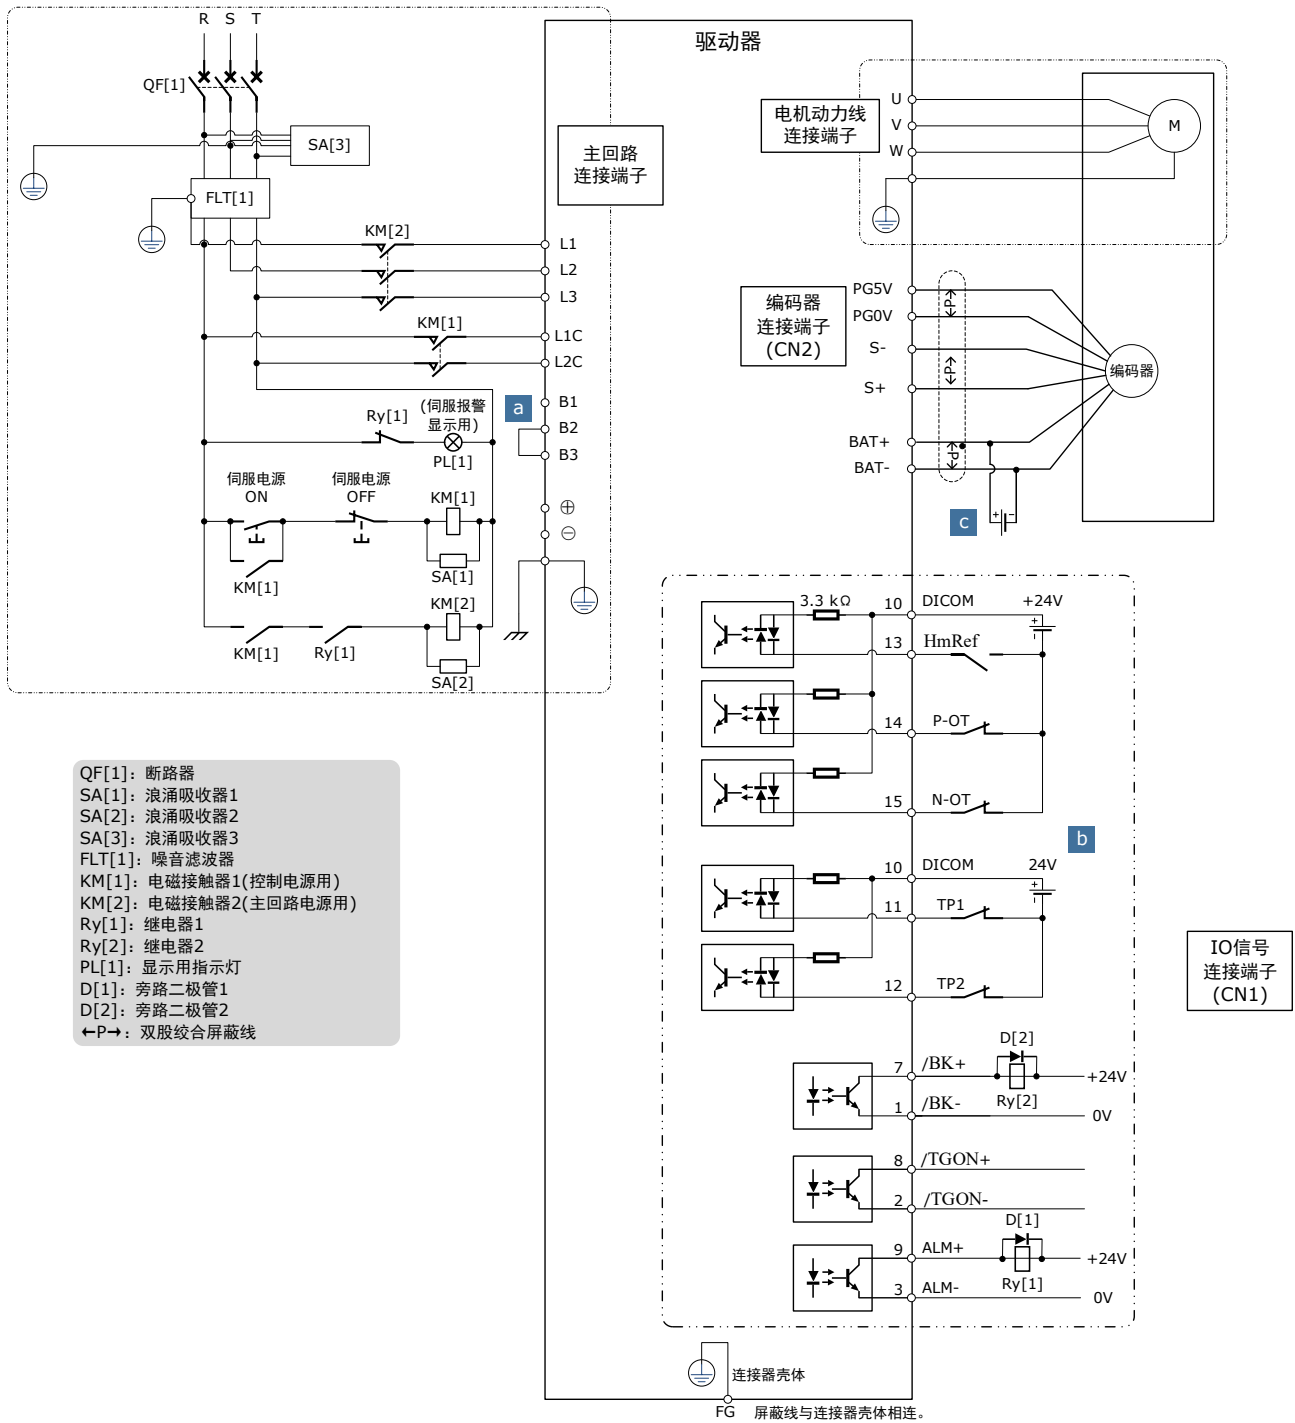 R S T
QF[1]
SA[3]
FLT[1]
KM[2]
KM[1]
Ry[1]
(伺服报警
显示用)
PL[1]
伺服电源
ON
伺服电源
OFF
KM[1]
SA[1]
KM[1]
KM[2]
KM[1]
Ry[1]
SA[2]
驱动器
主回路
连接端子
L1
L2
L3
L1C
L2C
a
B1
B2
B3
⊕
⊖
电机动力线
连接端子
U
V
W
M
编码器
连接端子
(CN2)
PG5V
PG0V
S-
S+
BAT+
BAT-
←P→
←P→
←P→
编码器
c
+ -
3.3 kΩ
10 DICOM +24V
+
-
13 HmRef
14 P-OT
15 N-OT
b
10 DICOM 24V
+
-
11 TP1
12 TP2
IO信号
连接端子
(CN1)
D[2]
7 /BK+ +24V
Ry[2]
1 /BK- 0V
8 /TGON+
2 /TGON-
D[1]
9 ALM+ +24V
Ry[1]
3 ALM- 0V
连接器壳体
FG 屏蔽线与连接器壳体相连。
QF[1]：断路器
SA[1]：浪涌吸收器1
SA[2]：浪涌吸收器2
SA[3]：浪涌吸收器3
FLT[1]：噪音滤波器
KM[1]：电磁接触器1(控制电源用)
KM[2]：电磁接触器2(主回路电源用)
Ry[1]：继电器1
Ry[2]：继电器2
PL[1]：显示用指示灯
D[1]：旁路二极管1
D[2]：旁路二极管2
←P→：双股绞合屏蔽线